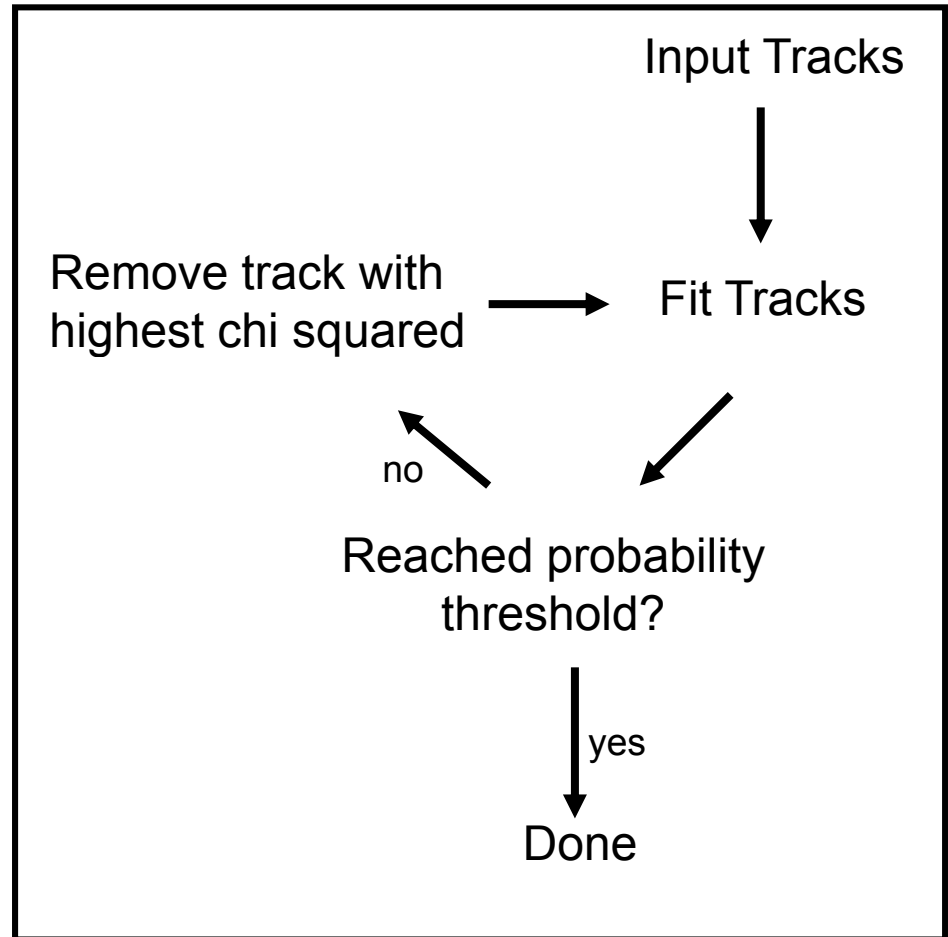 Input Tracks
Remove track with
highest chi squared
Fit Tracks
no
Reached probability
threshold?
yes
Done